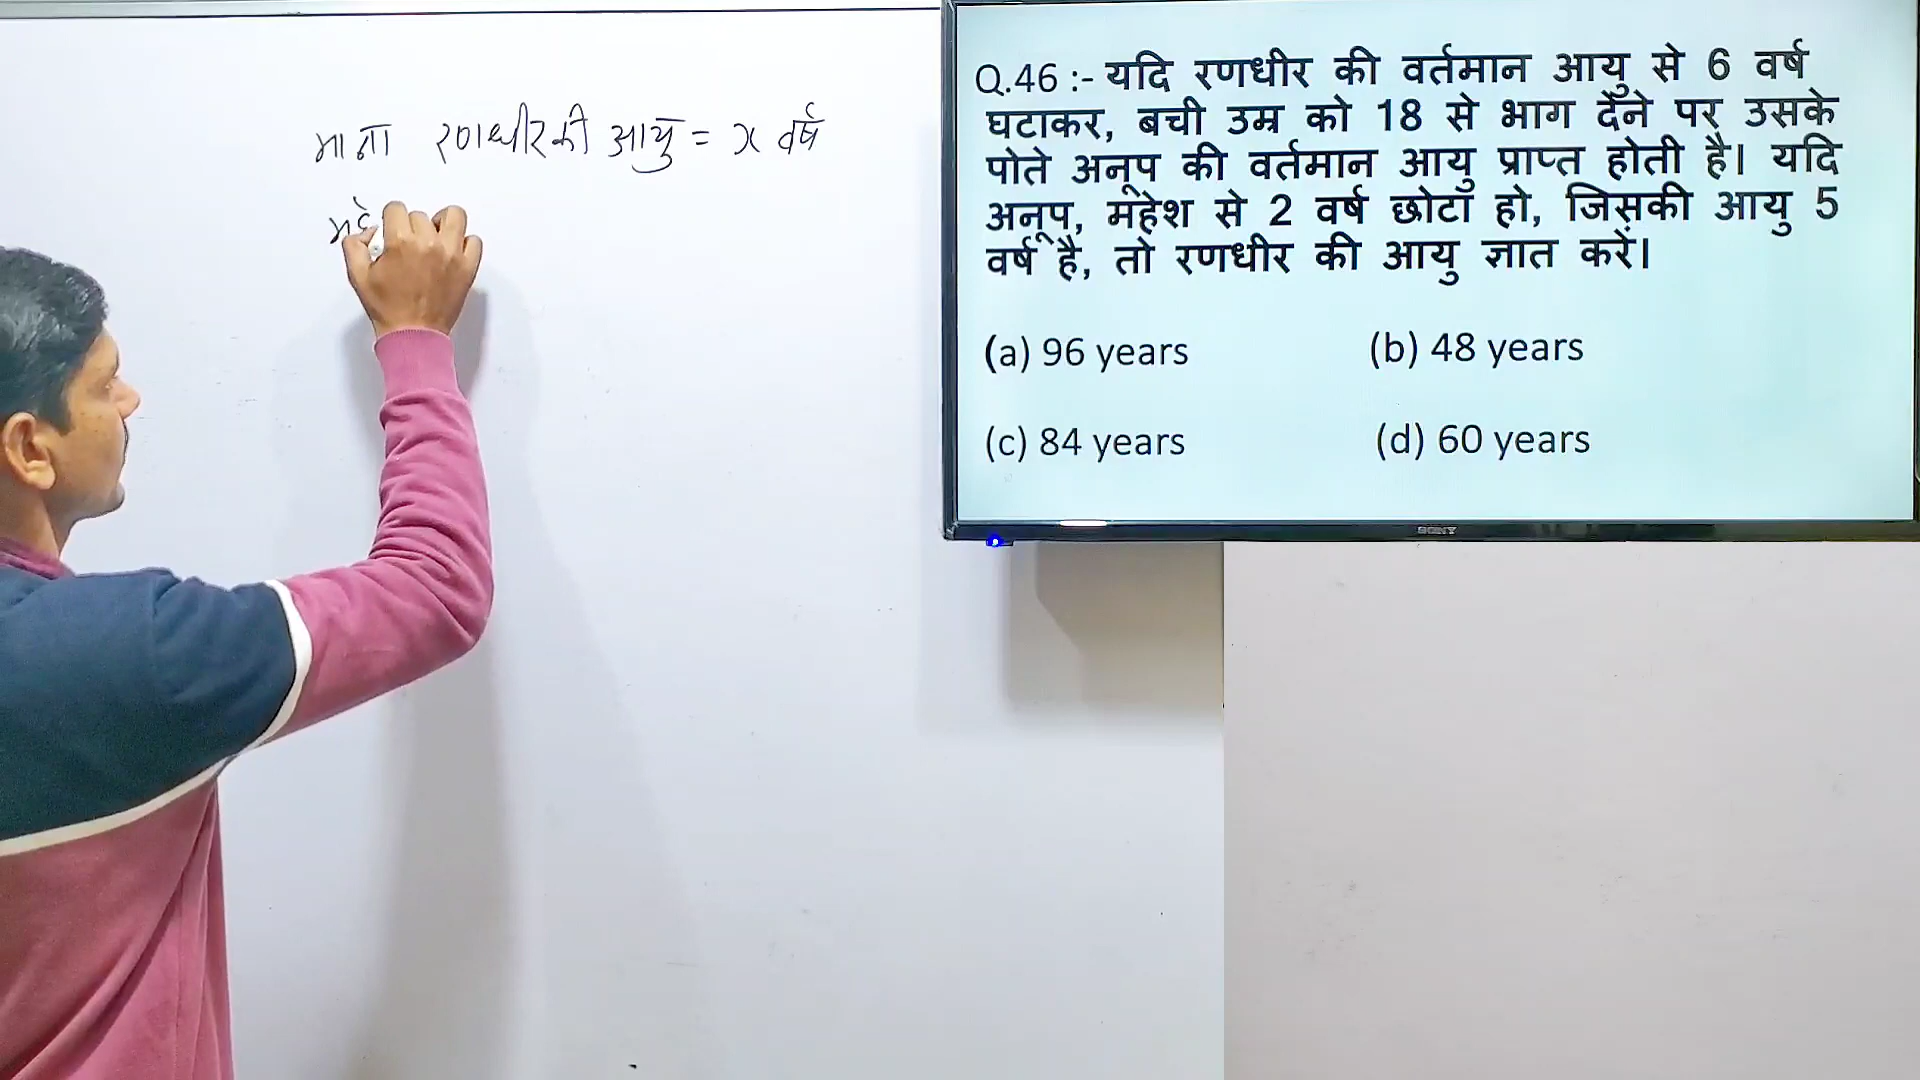 माना रणधीर की आयु = x वर्ष
महे
Q.46 :- यदि रणधीर की वर्तमान आयु से 6 वर्ष
घटाकर, बची उम्र को 18 से भाग देने पर उसके
पोते अनूप की वर्तमान आयु प्राप्त होती है। यदि
अनूप, महेश से 2 वर्ष छोटा हो, जिसकी आयु 5
वर्ष है, तो रणधीर की आयु ज्ञात करें।
(a) 96 years (b) 48 years
(c) 84 years (d) 60 years
SONY